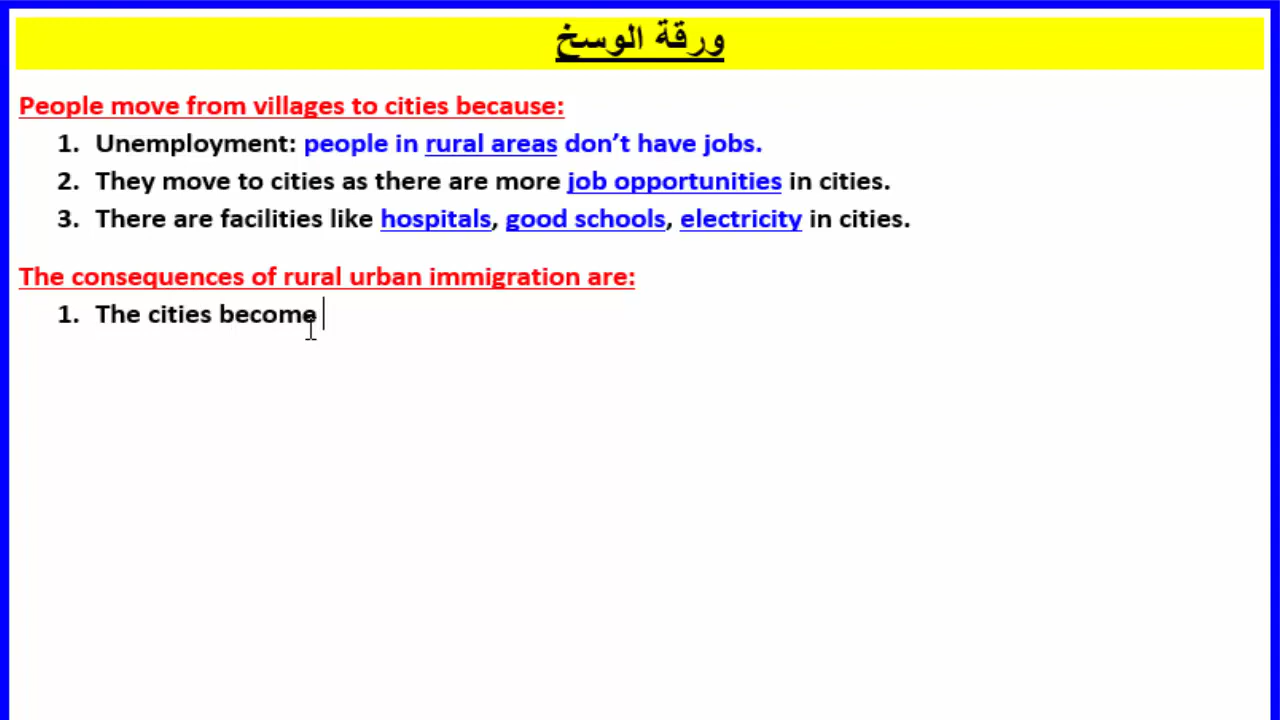 ورقة الوسخ
People move from villages to cities because:
1. Unemployment: people in rural areas don’t have jobs.
2. They move to cities as there are more job opportunities in cities.
3. There are facilities like hospitals, good schools, electricity in cities.
The consequences of rural urban immigration are:
1. The cities become